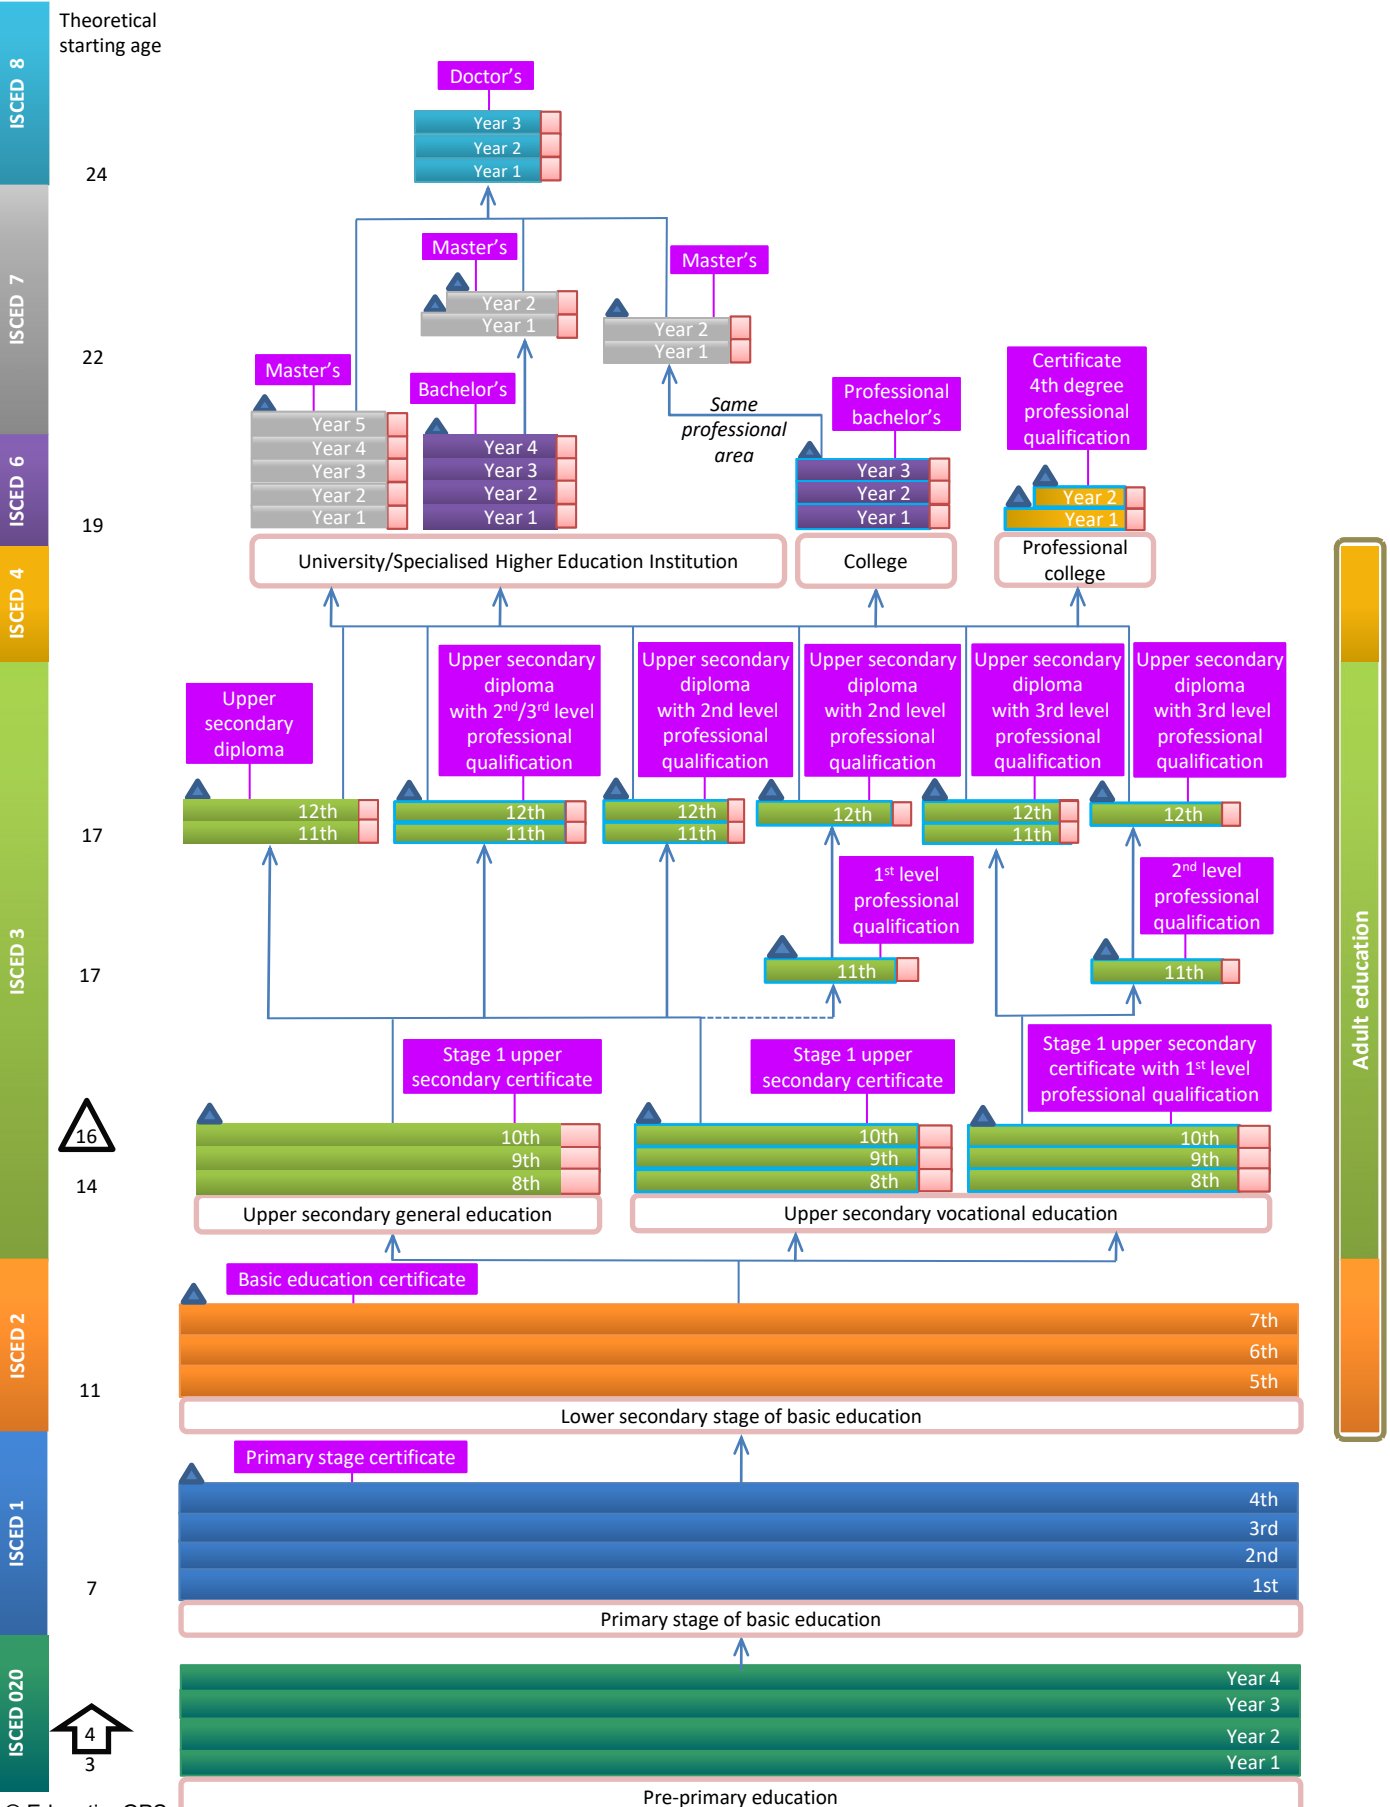 Theoretical
starting age
ISCED 8
Doctor's
Year 3
Year 2
Year 1
24
ISCED 7
Master's
Year 2
Year 1
Master's
Year 2
Year 1
22
Master's
Year 5
Year 4
Year 3
Year 2
Year 1
Bachelor's
Year 4
Year 3
Year 2
Year 1
Same
professional
area
Professional
bachelor's
Year 3
Year 2
Year 1
Certificate
4th degree
professional
qualification
Year 2
Year 1
ISCED 6
19
University/Specialised Higher Education Institution
College
Professional
college
ISCED 4
Upper
secondary
diploma
12th
11th
Upper secondary
diploma
with 2nd/3rd level
professional
qualification
12th
11th
Upper secondary
diploma
with 2nd level
professional
qualification
12th
11th
Upper secondary
diploma
with 2nd level
professional
qualification
12th
Upper secondary
diploma
with 3rd level
professional
qualification
12th
11th
Upper secondary
diploma
with 3rd level
professional
qualification
12th
17
1st level
professional
qualification
11th
2nd level
professional
qualification
11th
ISCED 3
17
Adult education
Stage 1 upper
secondary certificate
10th
9th
8th
Stage 1 upper
secondary certificate
10th
9th
8th
Stage 1 upper secondary
certificate with 1st level
professional qualification
10th
9th
8th
16
14
Upper secondary general education
Upper secondary vocational education
ISCED 2
Basic education certificate
7th
6th
5th
11
Lower secondary stage of basic education
ISCED 1
Primary stage certificate
4th
3rd
2nd
1st
7
Primary stage of basic education
ISCED 020
Year 4
Year 3
Year 2
Year 1
4
3
Pre-primary education